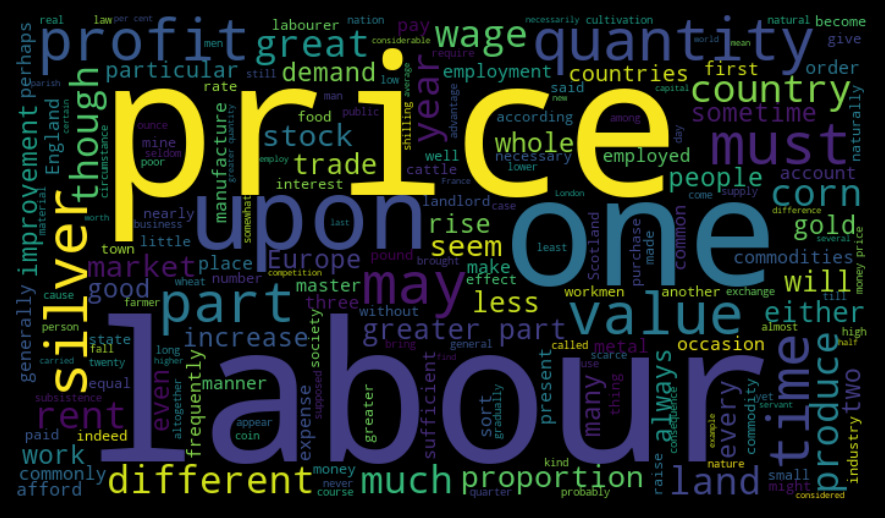 price
labour
one
upon
quantity
profit
silver
value
may
part
must
time
different
country
corn
land
rent
produce
great
wage
though
year
much
proportion
greater part
stock
trade
whole
people
gold
will
either
two
every
always
many
less
rise
seem
Europe
market
good
increase
work
even
improvement
England
perhaps
particular
demand
labourer
pay
employment
countries
first
order
become
give
sometime
naturally
account
employed
necessary
according
said
manufacture
food
rate
mine
poor
interest
landlord
cattle
well
lower
nearly
little
town
place
number
master
three
make
effect
without
workmen
another
commodities
commodity
occasion
metal
common
purchase
made
Scotland
generally
commonly
afford
paid
indeed
frequently
manner
society
expense
sufficient
sort
gradually
present
thing
industry
small
might
raise
consequence
greater
money
coin
equal
state
subsistence
person
cause
fall
twenty
farmer
wheat
business
circumstance
material
certain
worth
seldom
ounce
parish
real
law
per cent
men
nation
considerable
necessarily
cultivation
natural
world
mean
require
still
low
average
man
public
shilling
advantage
new
capital
among
day
employ
greater quantity
somewhat
France
London
come
supply
difference
several
money price
last
least
case
competition
pound
brought
exchange
till
almost
high
half
called
bring
general
find
scarce
use
supposed
carried
long
higher
altogether
appear
never
course
quarter
kind
probably
nature
example
servant
yet
considered